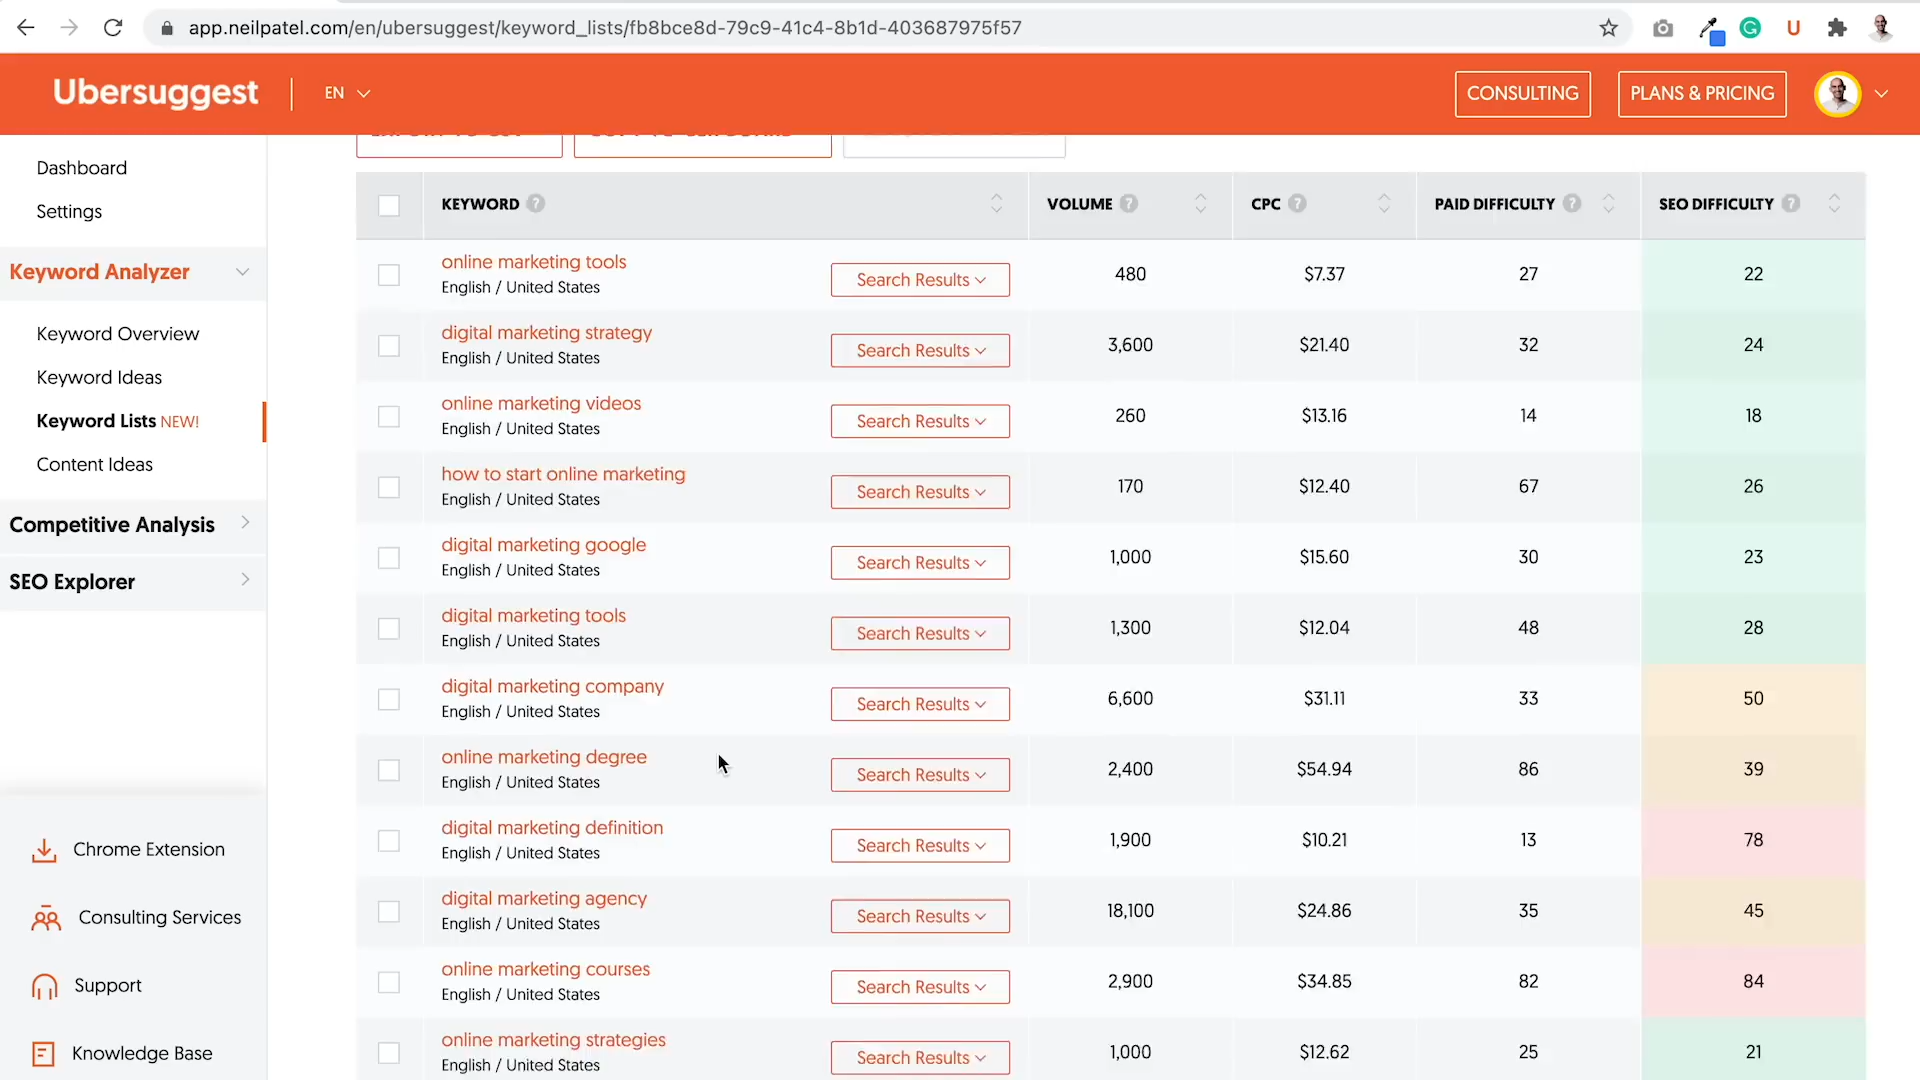 app.neilpatel.com/en/ubersuggest/keyword_lists/fb8bce8d-79c9-41c4-8b1d-403687975f57
Ubersuggest
EN
CONSULTING
PLANS & PRICING
Dashboard
Settings
Keyword Analyzer
Keyword Overview
Keyword Ideas
Keyword Lists NEW!
Content Ideas
Competitive Analysis
SEO Explorer
Chrome Extension
Consulting Services
Support
Knowledge Base
KEYWORD ? VOLUME ? CPC ? PAID DIFFICULTY ? SEO DIFFICULTY ?
online marketing tools
English / United States
Search Results 480 $7.37 27 22
digital marketing strategy
English / United States
Search Results 3,600 $21.40 32 24
online marketing videos
English / United States
Search Results 260 $13.16 14 18
how to start online marketing
English / United States
Search Results 170 $12.40 67 26
digital marketing google
English / United States
Search Results 1,000 $15.60 30 23
digital marketing tools
English / United States
Search Results 1,300 $12.04 48 28
digital marketing company
English / United States
Search Results 6,600 $31.11 33 50
online marketing degree
English / United States
Search Results 2,400 $54.94 86 39
digital marketing definition
English / United States
Search Results 1,900 $10.21 13 78
digital marketing agency
English / United States
Search Results 18,100 $24.86 35 45
online marketing courses
English / United States
Search Results 2,900 $34.85 82 84
online marketing strategies
English / United States
Search Results 1,000 $12.62 25 21